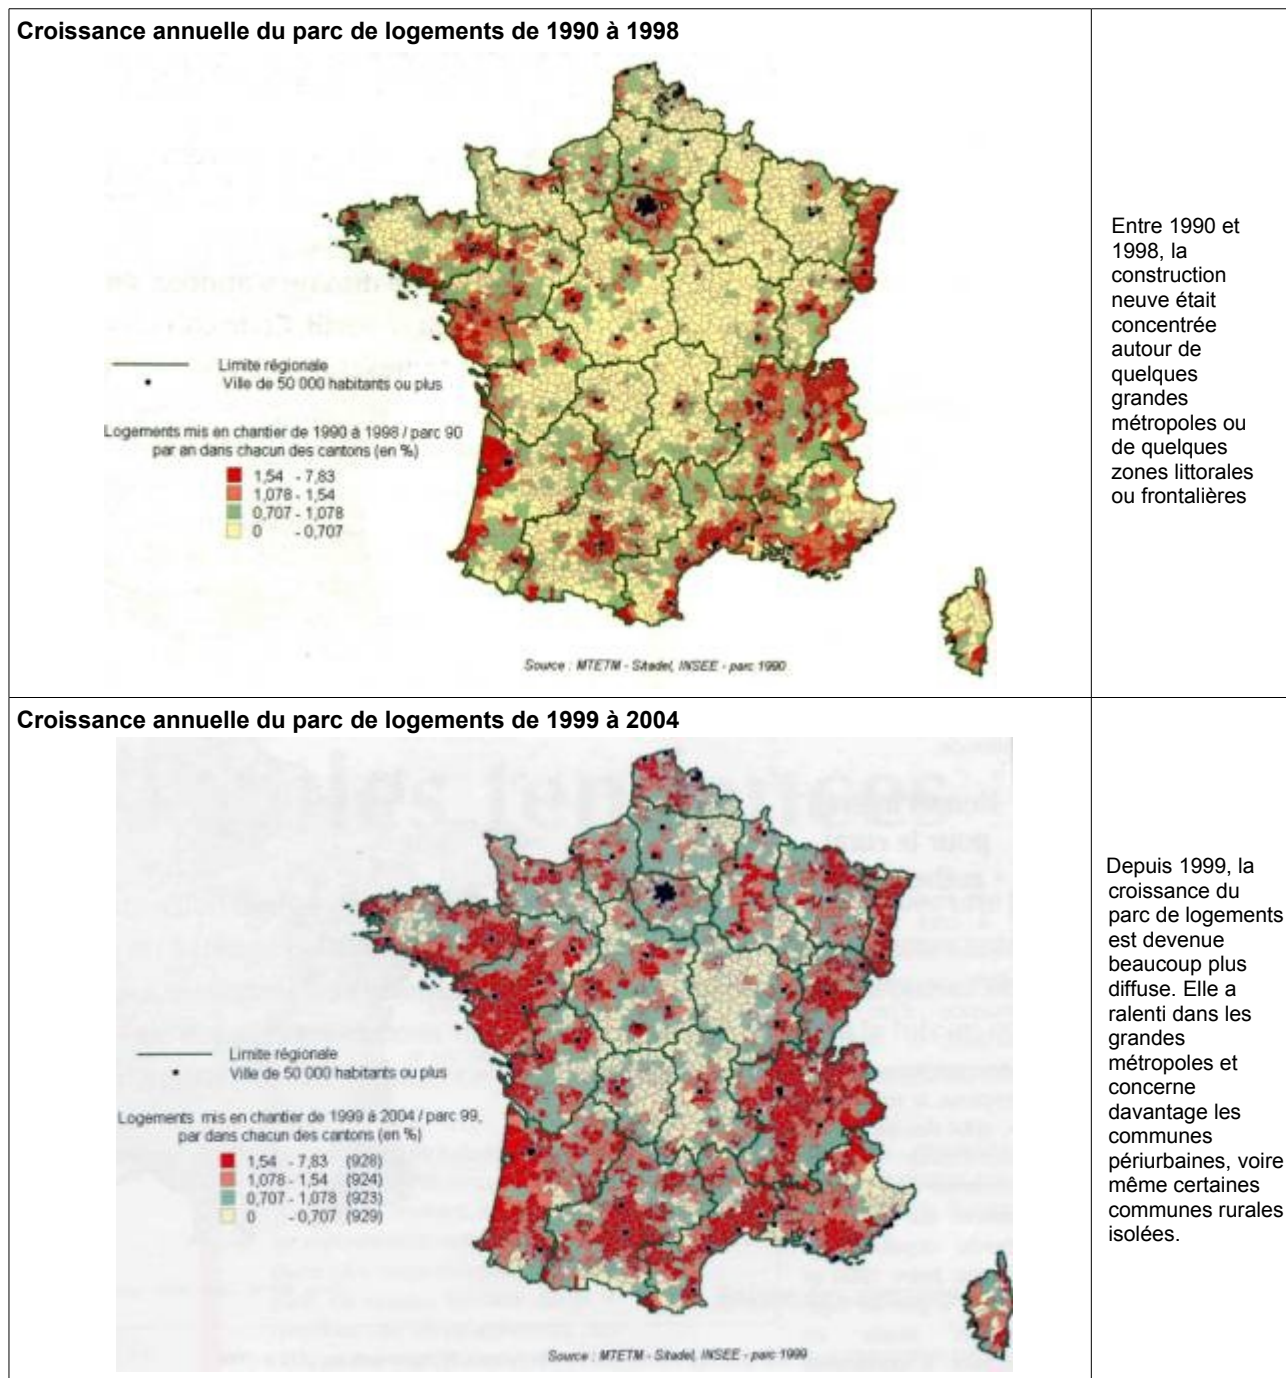 Croissance annuelle du parc de logements de 1990 à 1998
Limite régionale
Ville de 50 000 habitants ou plus
Logements mis en chantier de 1990 à 1998 / parc 90
par an dans chacun des cantons (en %)
1,54 - 7,83
1,078 - 1,54
0,707 - 1,078
0 - 0,707
Source : MTETM - Sitadel, INSEE - parc 1990
Entre 1990 et
1998, la
construction
neuve était
concentrée
autour de
quelques
grandes
métropoles ou
de quelques
zones littorales
ou frontalières
Croissance annuelle du parc de logements de 1999 à 2004
Limite régionale
Ville de 50 000 habitants ou plus
Logements mis en chantier de 1999 à 2004 / parc 99,
par dans chacun des cantons (en %)
1,54 - 7,83 (928)
1,078 - 1,54 (924)
0,707 - 1,078 (923)
0 - 0,707 (929)
Source : MTETM - Sitadel, INSEE - parc 1999
Depuis 1999, la
croissance du
parc de logements
est devenue
beaucoup plus
diffuse. Elle a
ralenti dans les
grandes
métropoles et
concerne
davantage les
communes
périurbaines, voire
même certaines
communes rurales
isolées.